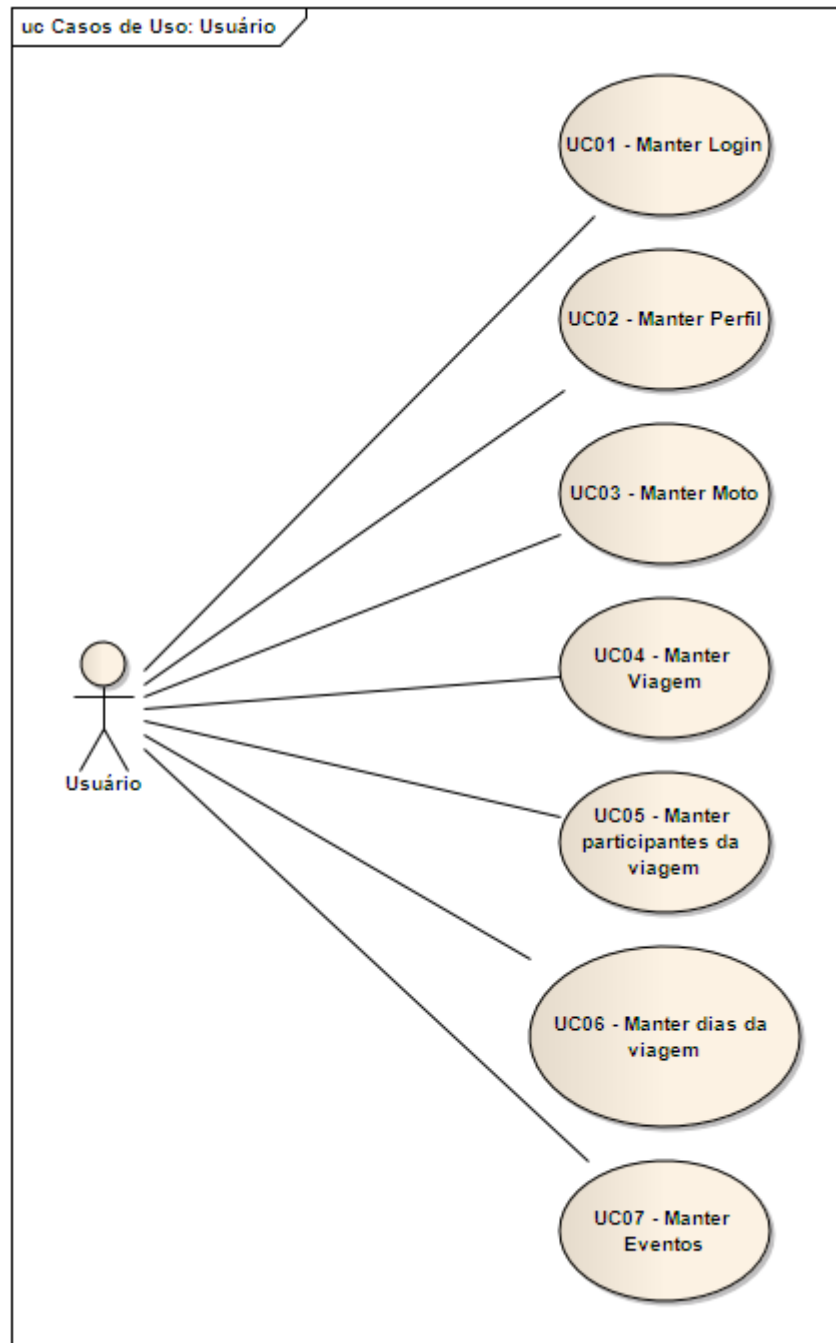 uc Casos de Uso: Usuário
UC01 - Manter Login
UC02 - Manter Perfil
UC03 - Manter Moto
UC04 - Manter
Viagem
Usuário
UC05 - Manter
participantes da
viagem
UC06 - Manter dias da
viagem
UC07 - Manter
Eventos